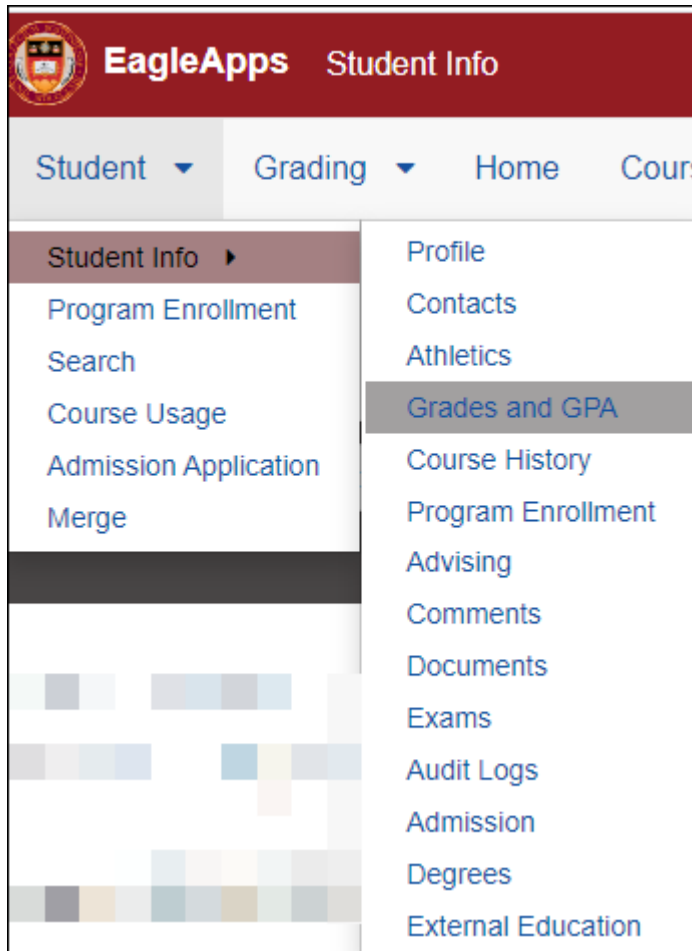 EagleApps Student Info
Student Grading Home Cour
Student Info
Program Enrollment
Search
Course Usage
Admission Application
Merge
Profile
Contacts
Athletics
Grades and GPA
Course History
Program Enrollment
Advising
Comments
Documents
Exams
Audit Logs
Admission
Degrees
External Education